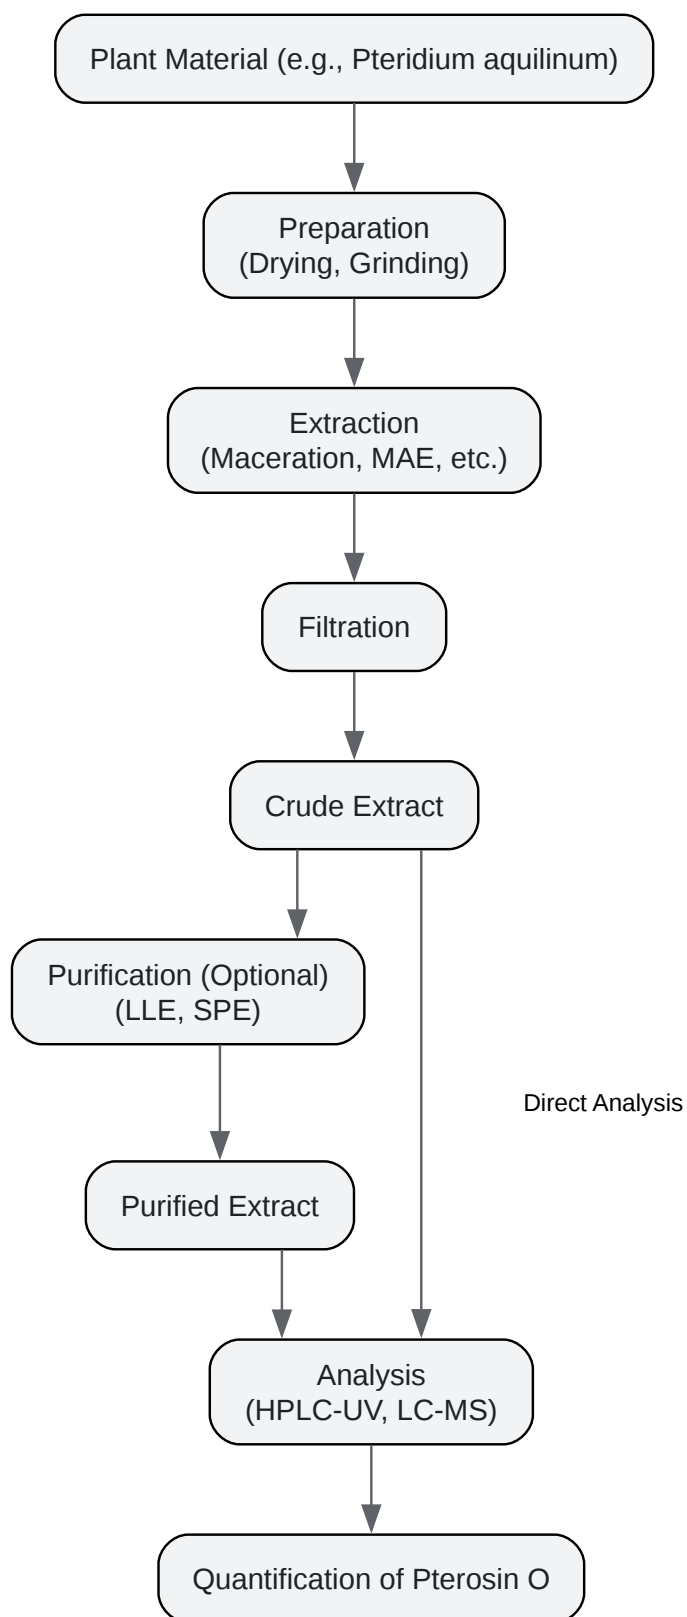 Plant Material (e.g., Pteridium aquilinum)
Preparation
(Drying, Grinding)
Extraction
(Maceration, MAE, etc.)
Filtration
Crude Extract
Purification (Optional)
(LLE, SPE)
Direct Analysis
Purified Extract
Analysis
(HPLC-UV, LC-MS)
Quantification of Pterosin O